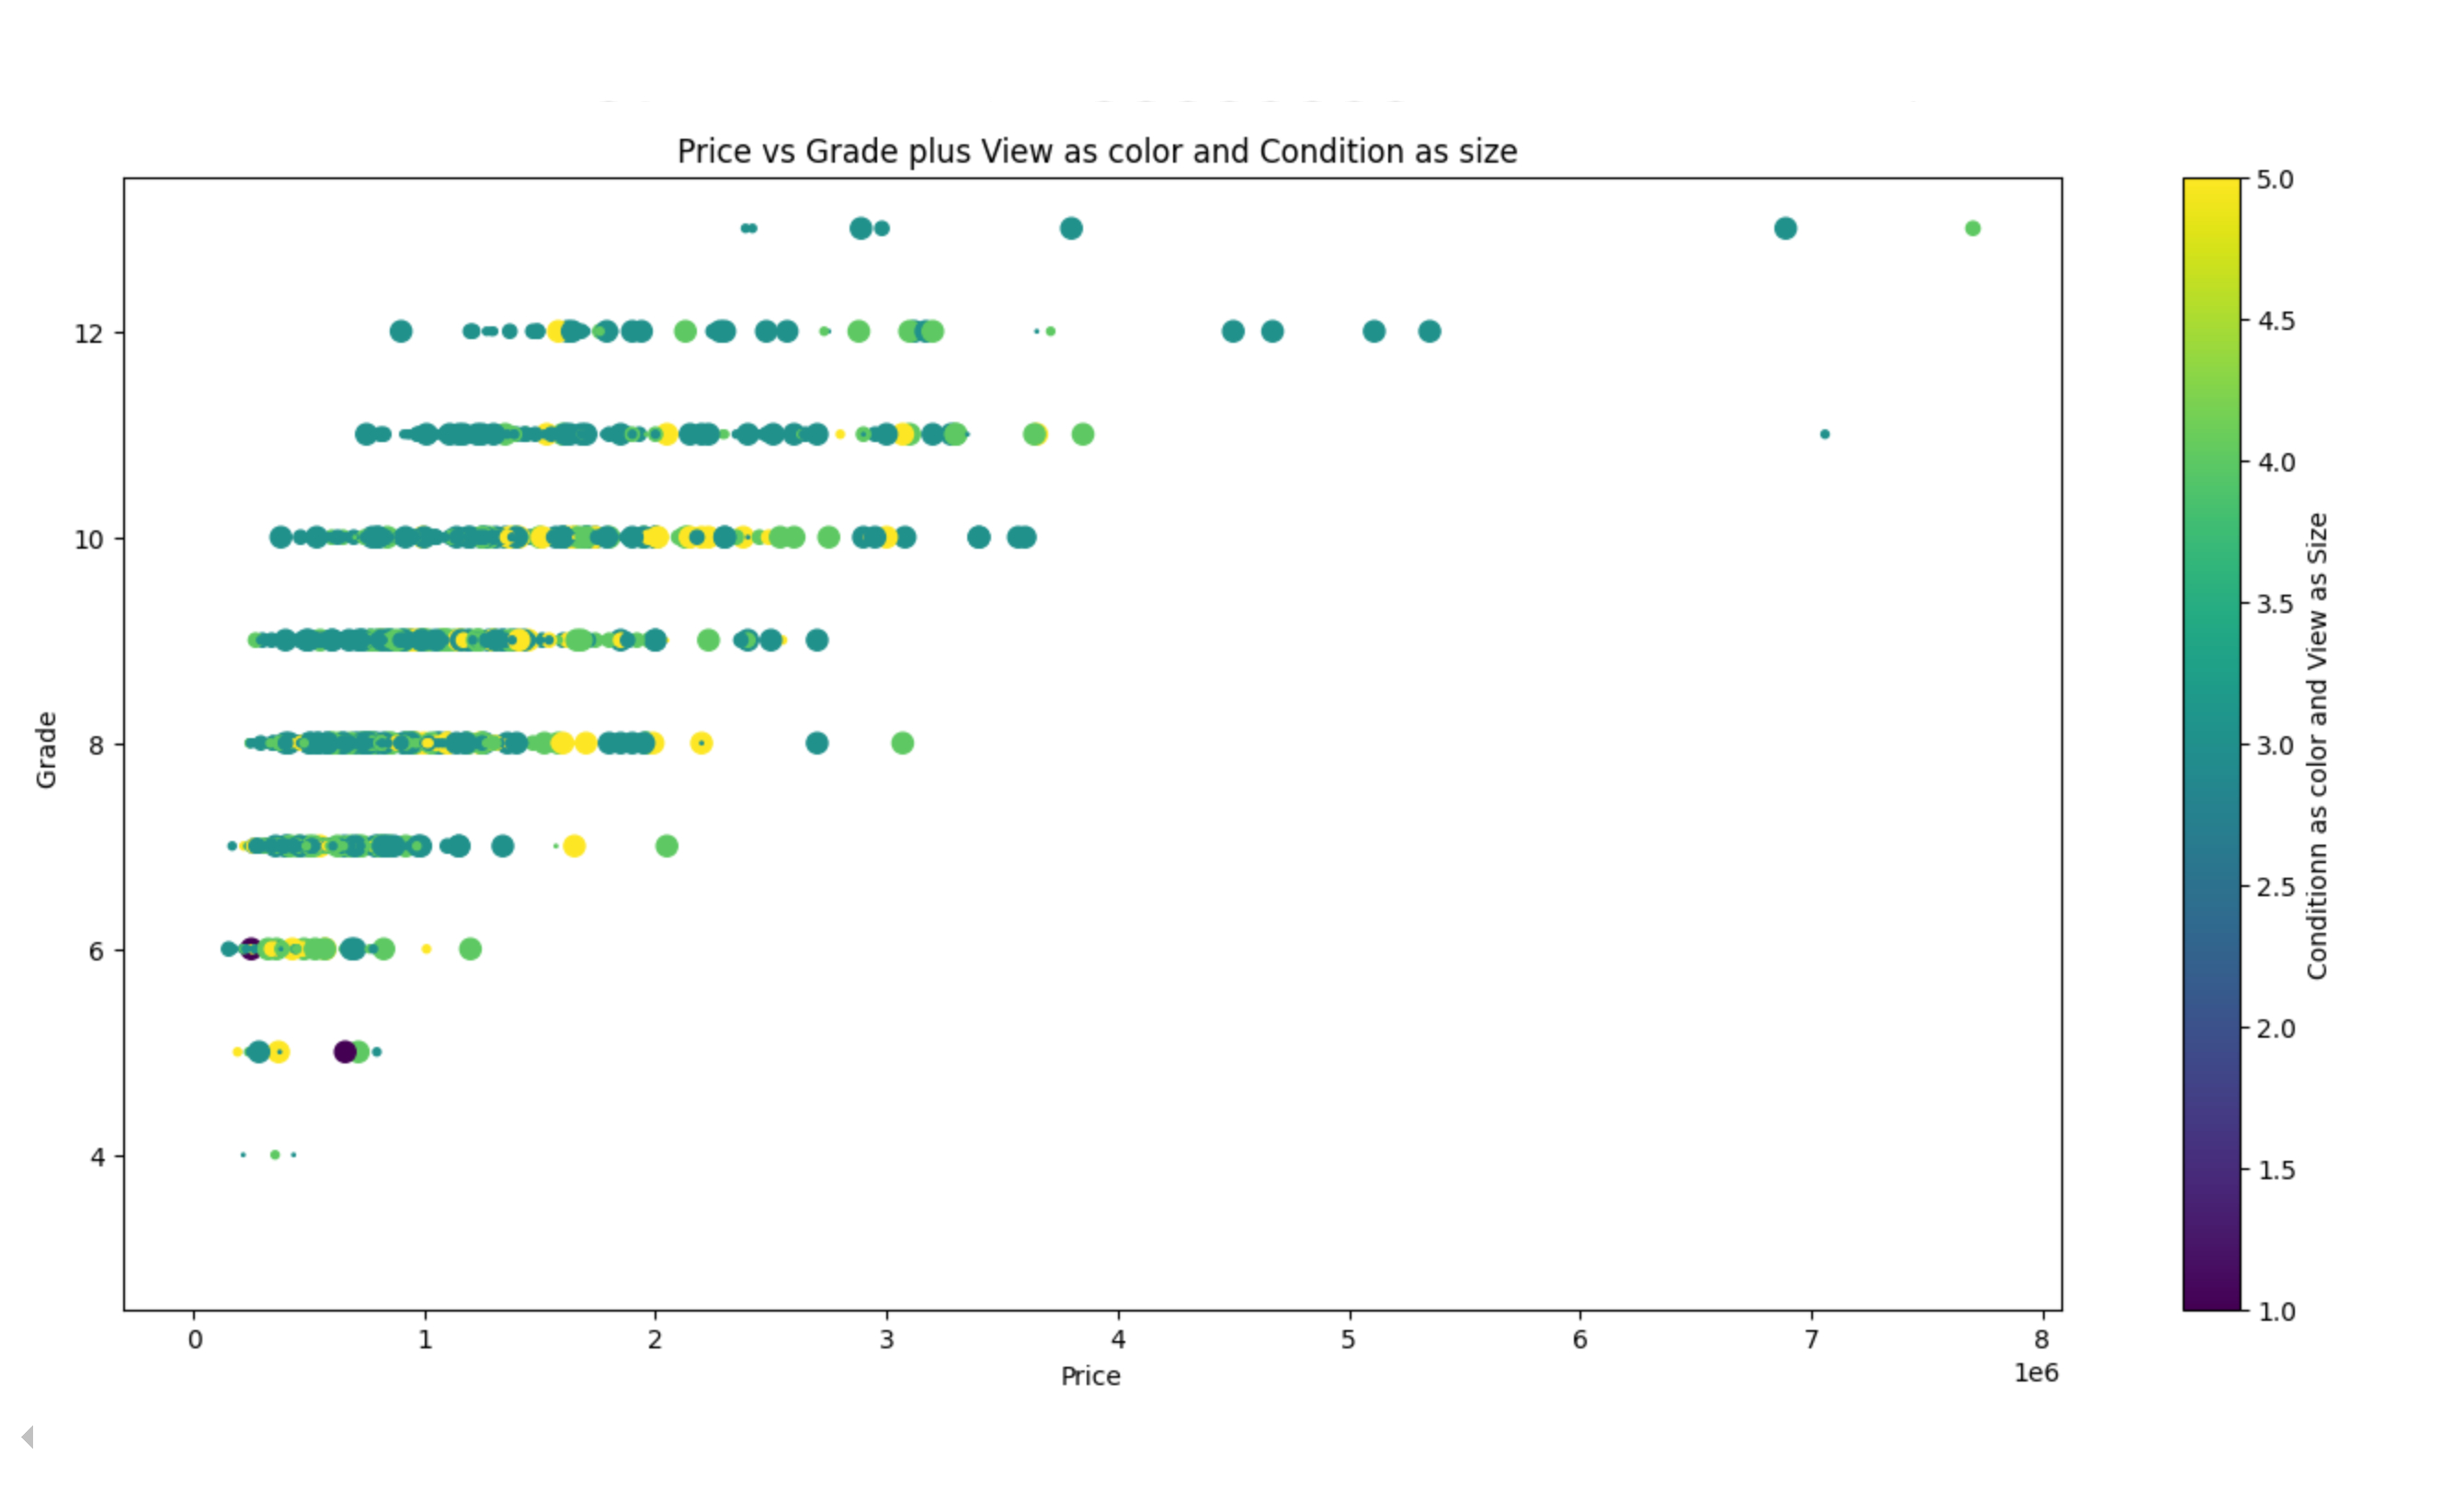 Price vs Grade plus View as color and Condition as size
Grade
12
10
8
6
4
0 1 2 3 4 5 6 7 8
1e6
Price
5.0
4.5
4.0
3.5
3.0
2.5
2.0
1.5
1.0
Conditionn as color and View as Size